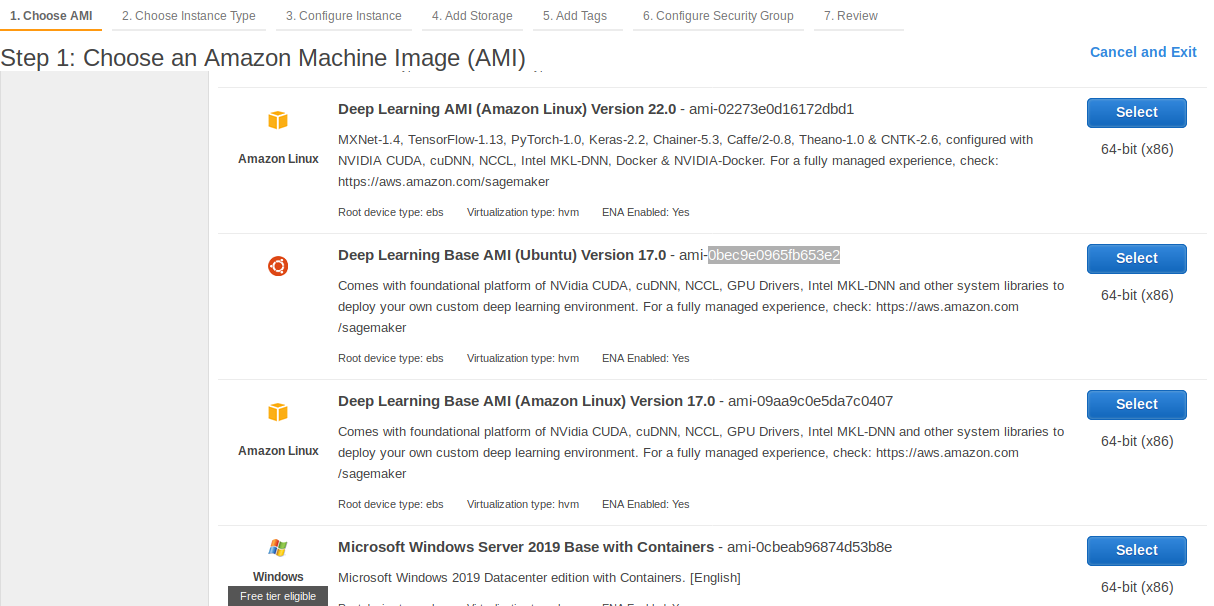 1. Choose AMI 2. Choose Instance Type 3. Configure Instance 4. Add Storage 5. Add Tags 6. Configure Security Group 7. Review
Step 1: Choose an Amazon Machine Image (AMI)
Cancel and Exit
Amazon Linux
Deep Learning AMI (Amazon Linux) Version 22.0 - ami-02273e0d16172dbd1
MXNet-1.4, TensorFlow-1.13, PyTorch-1.0, Keras-2.2, Chainer-5.3, Caffe/2-0.8, Theano-1.0 & CNTK-2.6, configured with
NVIDIA CUDA, cuDNN, NCCL, Intel MKL-DNN, Docker & NVIDIA-Docker. For a fully managed experience, check:
https://aws.amazon.com/sagemaker
Root device type: ebs Virtualization type: hvm ENA Enabled: Yes
Select
64-bit (x86)
Deep Learning Base AMI (Ubuntu) Version 17.0 - ami-0bec9e0965fb653e2
Comes with foundational platform of NVidia CUDA, cuDNN, NCCL, GPU Drivers, Intel MKL-DNN and other system libraries to
deploy your own custom deep learning environment. For a fully managed experience, check: https://aws.amazon.com
/sagemaker
Root device type: ebs Virtualization type: hvm ENA Enabled: Yes
Select
64-bit (x86)
Amazon Linux
Deep Learning Base AMI (Amazon Linux) Version 17.0 - ami-09aa9c0e5da7c0407
Comes with foundational platform of NVidia CUDA, cuDNN, NCCL, GPU Drivers, Intel MKL-DNN and other system libraries to
deploy your own custom deep learning environment. For a fully managed experience, check: https://aws.amazon.com
/sagemaker
Root device type: ebs Virtualization type: hvm ENA Enabled: Yes
Select
64-bit (x86)
Windows
Free tier eligible
Microsoft Windows Server 2019 Base with Containers - ami-0cbeab96874d53b8e
Microsoft Windows 2019 Datacenter edition with Containers. [English]
Select
64-bit (x86)